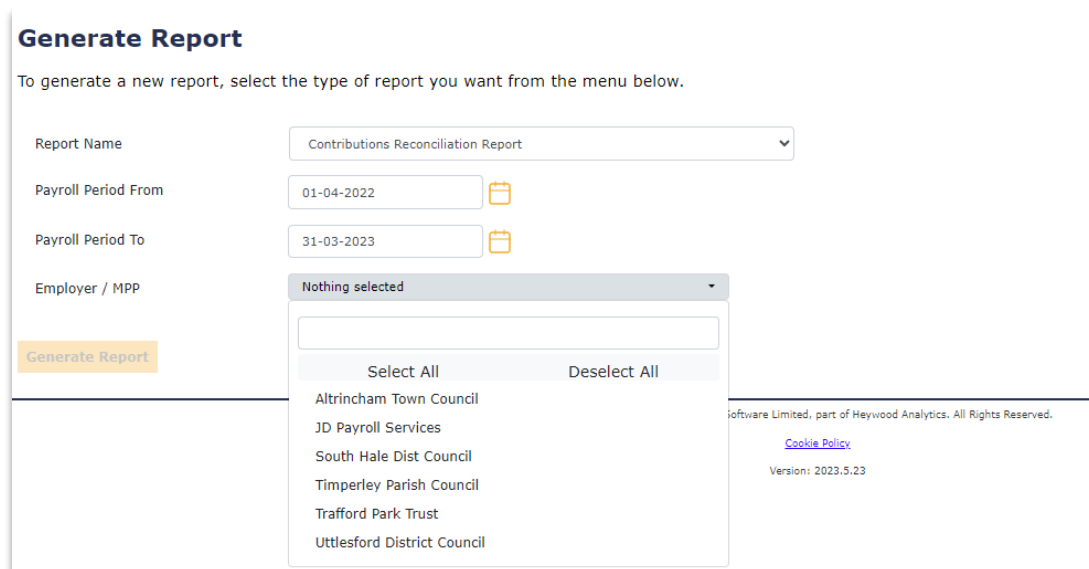 Generate Report
To generate a new report, select the type of report you want from the menu below.
Report Name
Contributions Reconciliation Report
Payroll Period From
01-04-2022
Payroll Period To
31-03-2023
Employer / MPP
Nothing selected
Generate Report
Select All Deselect All
Altrincham Town Council
JD Payroll Services
South Hale Dist Council
Timperley Parish Council
Trafford Park Trust
Uttlesford District Council
Software Limited, part of Heywood Analytics. All Rights Reserved.
Cookie Policy
Version: 2023.5.23